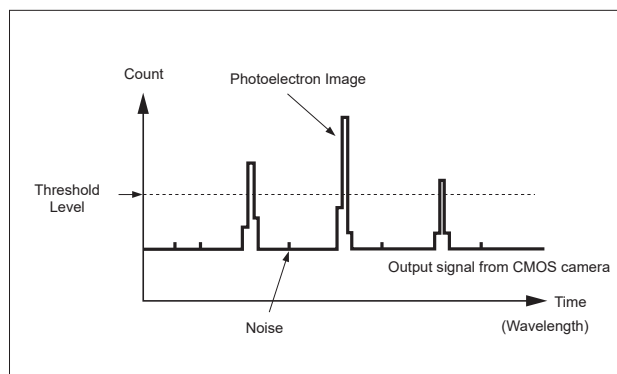 Count
Photoelectron Image
Threshold
Level
Output signal from CMOS camera
Noise
Time
(Wavelength)